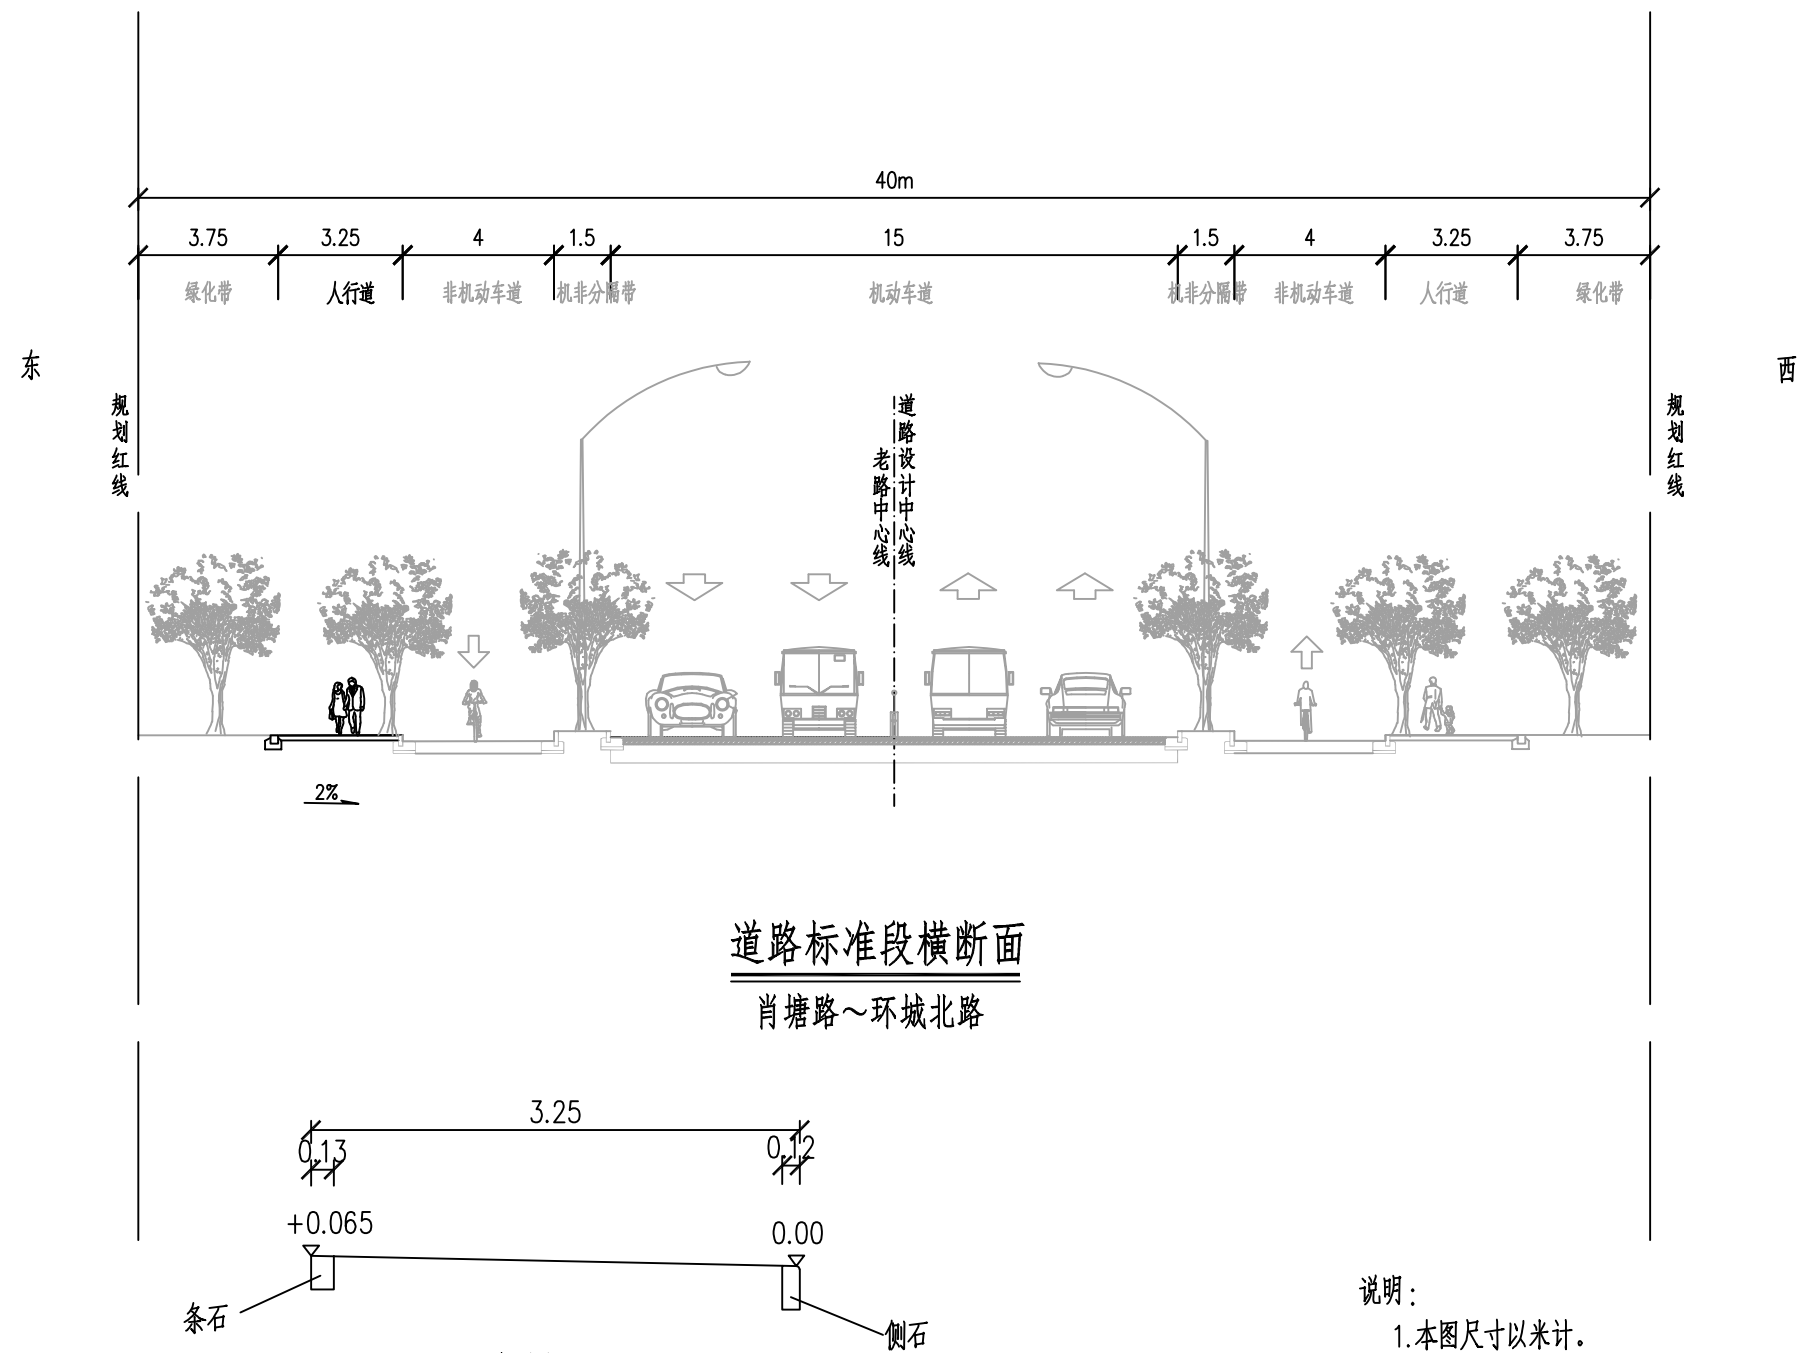 40m
3.75 3.25 4 1.5 15 1.5 4 3.25 3.75
绿化带 人行道 非机动车道 机非分隔带 机动车道 机非分隔带 非机动车道 人行道 绿化带
东
西
规划红线
老路中心线
道路设计中心线
规划红线
2%
道路标准段横断面
肖塘路～环城北路
3.25
0.13
0.12
+0.065
0.00
条石
侧石
说明：
1.本图尺寸以米计。